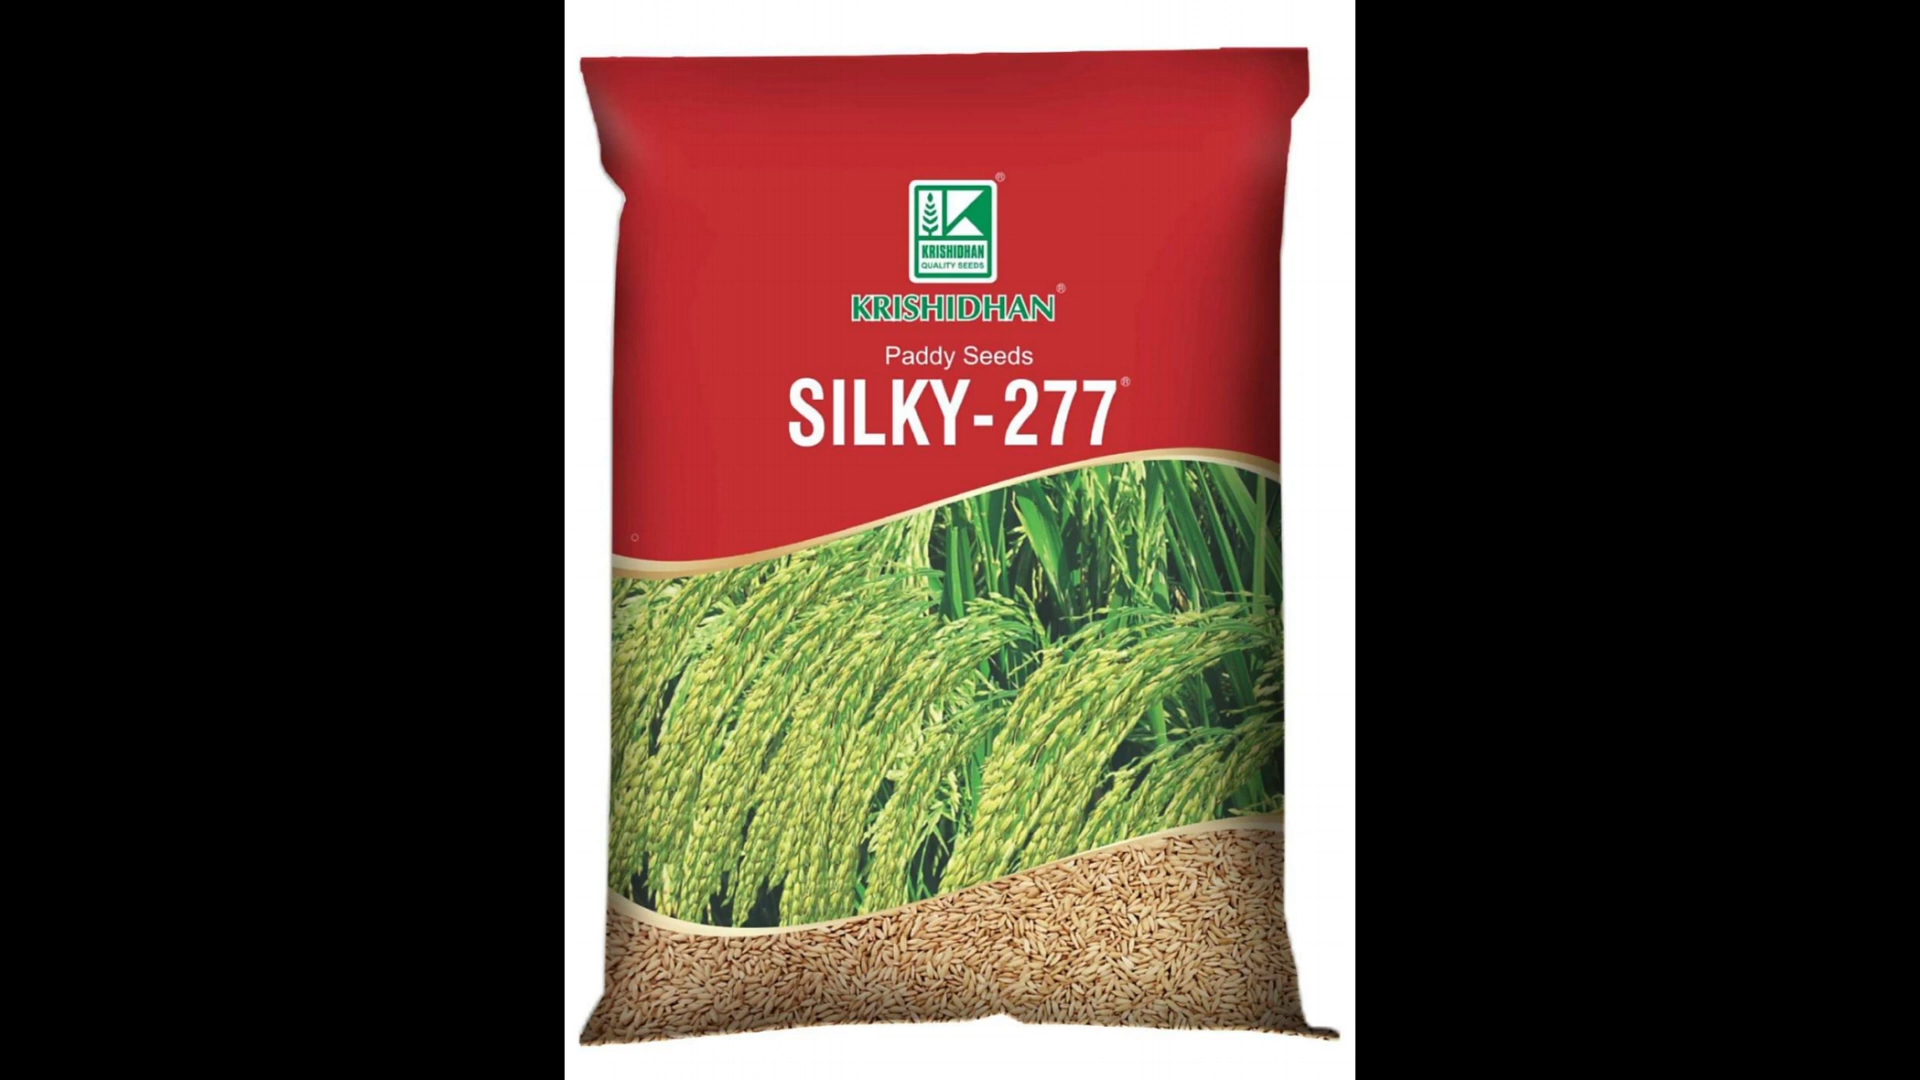 KRISHIDHAN
QUALITY SEEDS
®
KRISHIDHAN®
Paddy Seeds
SILKY-277®